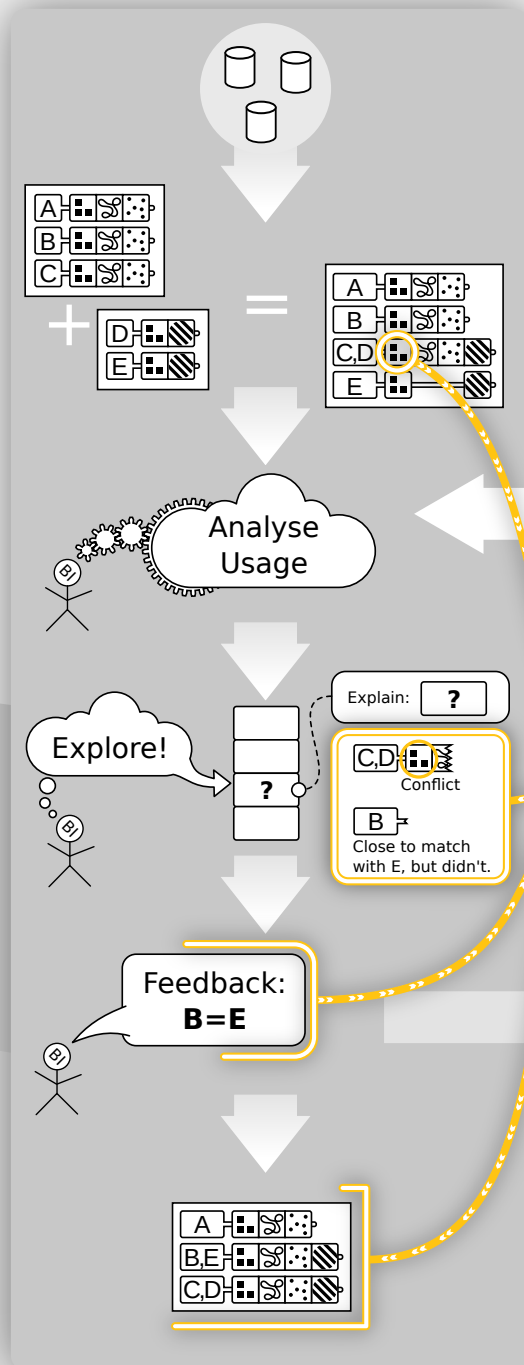 A
B
C
+
D
E
=
A
B
C,D
E
Analyse
Usage
BI
Explore!
?
Explain: ?
C,D
Conflict
B
Close to match
with E, but didn't.
BI
Feedback:
B=E
BI
A
B,E
C,D